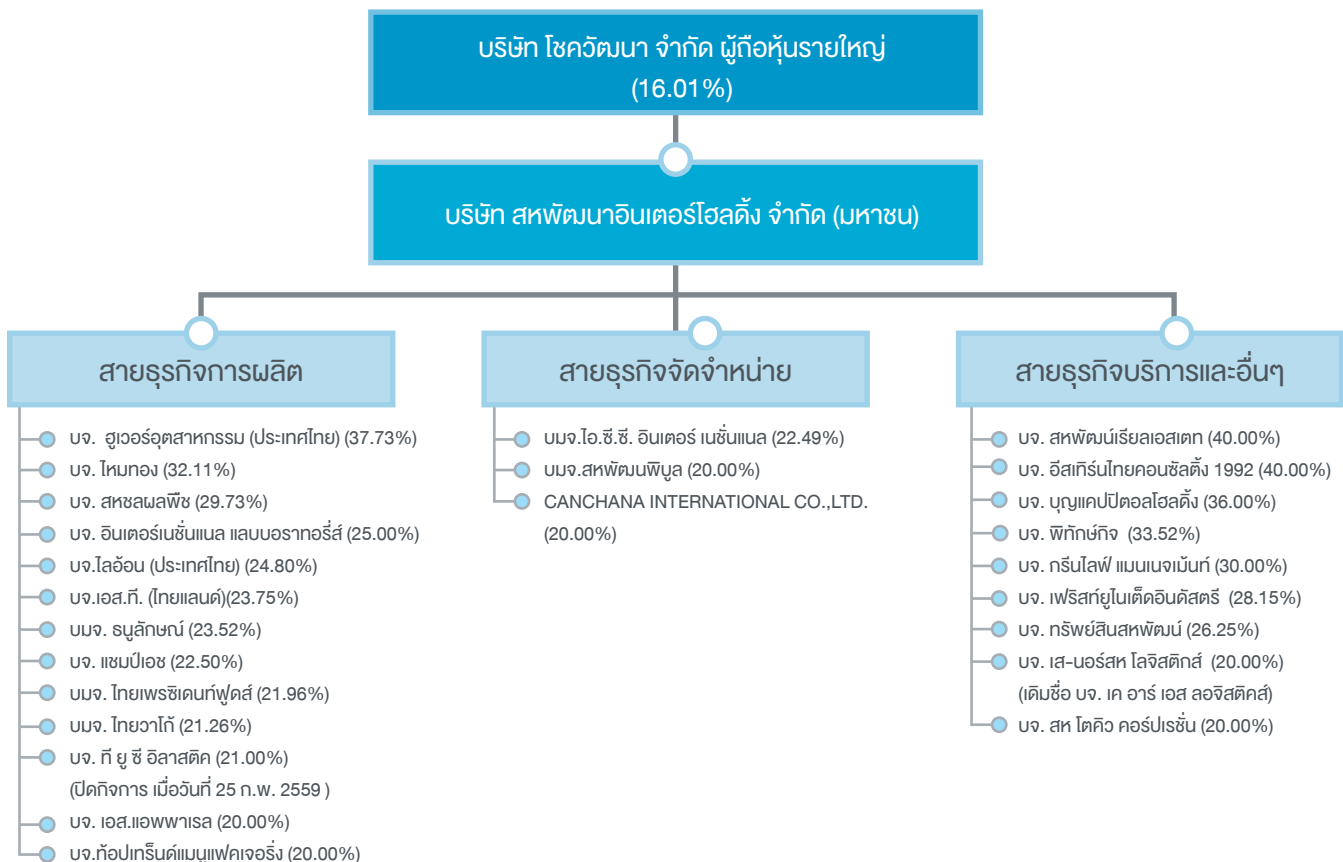 บริษัท โชควัฒนา จำกัด ผู้ถือหุ้นรายใหญ่
(16.01%)
บริษัท สหพัฒนาอินเตอร์โฮลดิ้ง จำกัด (มหาชน)
สายธุรกิจการผลิต
บจ. ฮูเวอร์อุตสาหกรรม (ประเทศไทย) (37.73%)
บจ. ไหมทอง (32.11%)
บจ. สหชลผลพืช (29.73%)
บจ. อินเตอร์เนชั่นแนล แลบบอราทอรี่ส์ (25.00%)
บจ.ไลอ้อน (ประเทศไทย) (24.80%)
บจ.เอส.ที. (ไทยแลนด์)(23.75%)
บมจ. ธนูลักษณ์ (23.52%)
บจ. แชมป์เอช (22.50%)
บมจ. ไทยเพรซิเดนท์ฟูดส์ (21.96%)
บมจ. ไทยวาโก้ (21.26%)
บจ. ที ยู ซี อิลาสติค (21.00%)
(ปิดกิจการ เมื่อวันที่ 25 ก.พ. 2559 )
บจ. เอส.แอพพาเรล (20.00%)
บจ.ท้อปเทร็นด์แมนูแฟคเจอริ่ง (20.00%)
สายธุรกิจจัดจำหน่าย
บมจ.ไอ.ซี.ซี. อินเตอร์ เนชั่นแนล (22.49%)
บมจ.สหพัฒนพิบูล (20.00%)
CANCHANA INTERNATIONAL CO.,LTD.
(20.00%)
สายธุรกิจบริการและอื่นๆ
บจ. สหพัฒน์เรียลเอสเตท (40.00%)
บจ. อีสเทิร์นไทยคอนซัลติ้ง 1992 (40.00%)
บจ. บุญแคปปิตอลโฮลดิ้ง (36.00%)
บจ. พิทักษ์กิจ (33.52%)
บจ. กรีนไลฟ์ แมนเนจเม้นท์ (30.00%)
บจ. เฟริสท์ยูไนเต็ดอินดัสตรี (28.15%)
บจ. ทรัพย์สินสหพัฒน์ (26.25%)
บจ. เส-นอร์สห โลจิสติกส์ (20.00%)
(เดิมชื่อ บจ. เค อาร์ เอส ลอจิสติคส์)
บจ. สห โตคิว คอร์ปเรชั่น (20.00%)